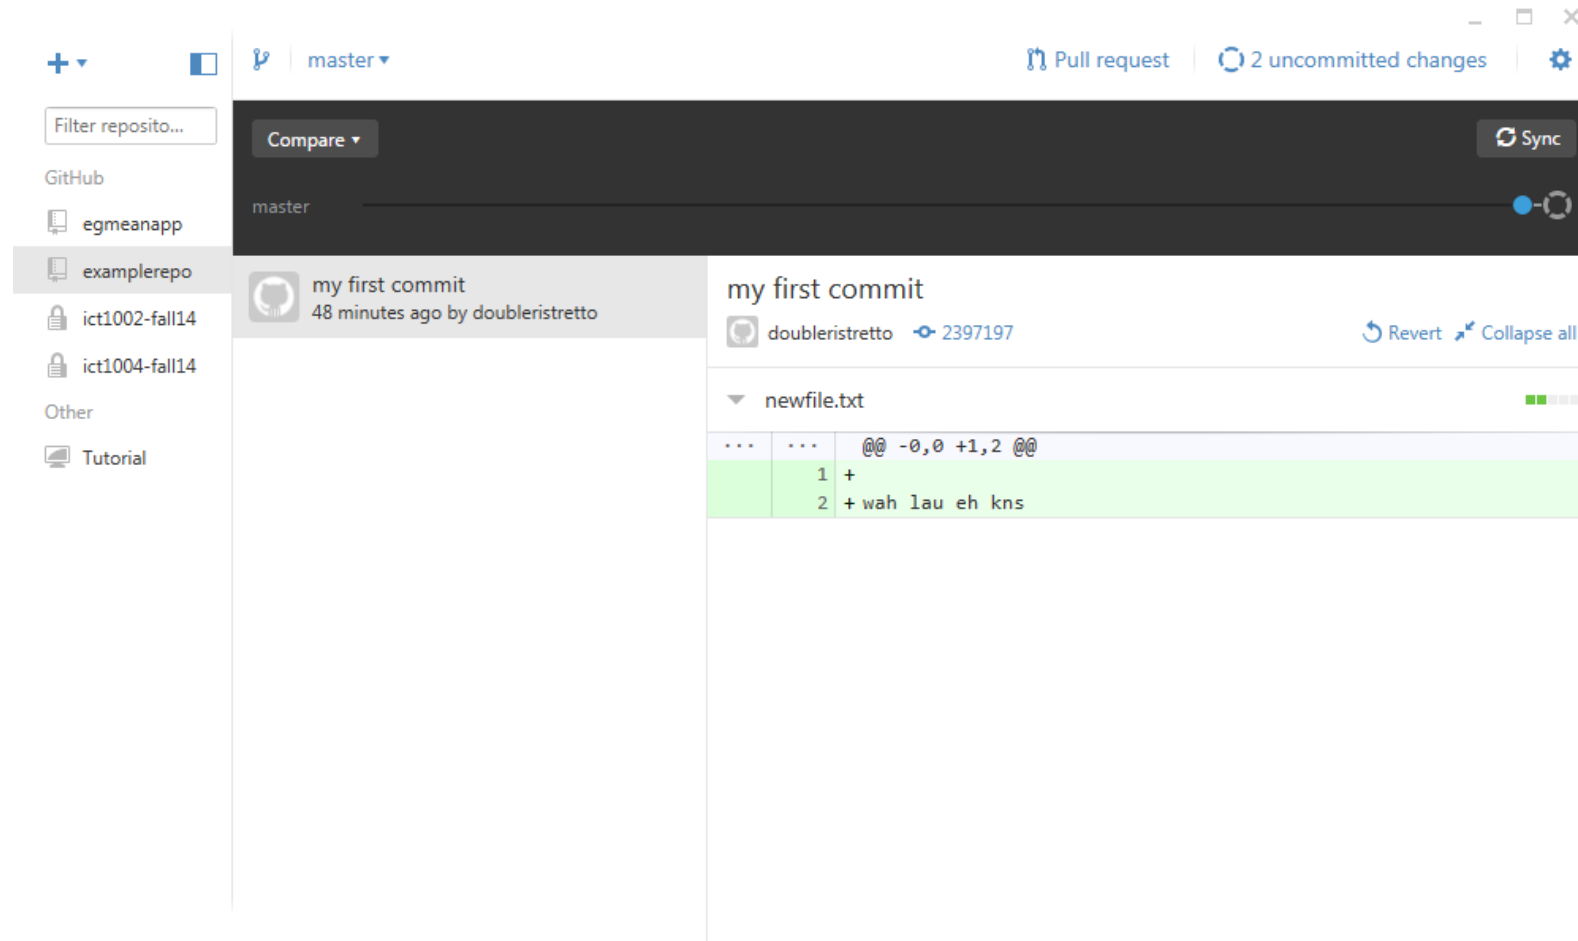 master
Pull request
2 uncommitted changes
Filter reposito...
GitHub
egmeanapp
examplerepo
ict1002-fall14
ict1004-fall14
Other
Tutorial
Compare
Sync
master
my first commit
48 minutes ago by doubleristretto
my first commit
doubleristretto 2397197
Revert Collapse all
newfile.txt
... ... @@ -0,0 +1,2 @@
1 +
2 + wah lau eh kns